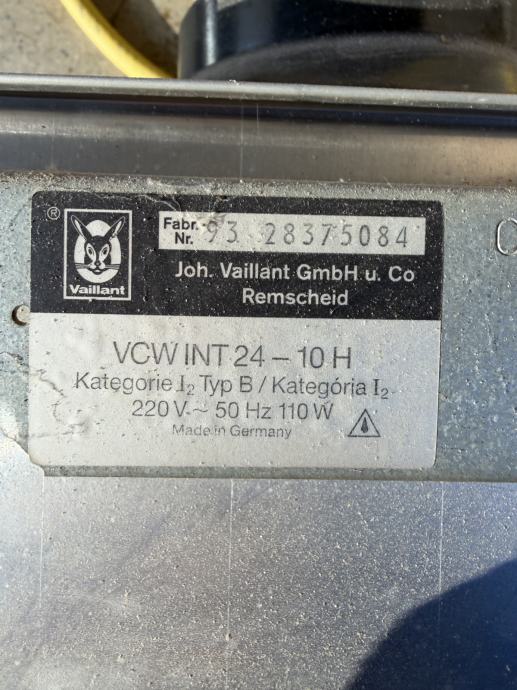 ®
Vaillant
Fabr.-
Nr. 93 28375084
Joh. Vaillant GmbH u. Co
Remscheid
VCW INT 24 – 10 H
Kategorie I₂ Typ B / Kategória I₂
220 V ~ 50 Hz 110 W
Made in Germany